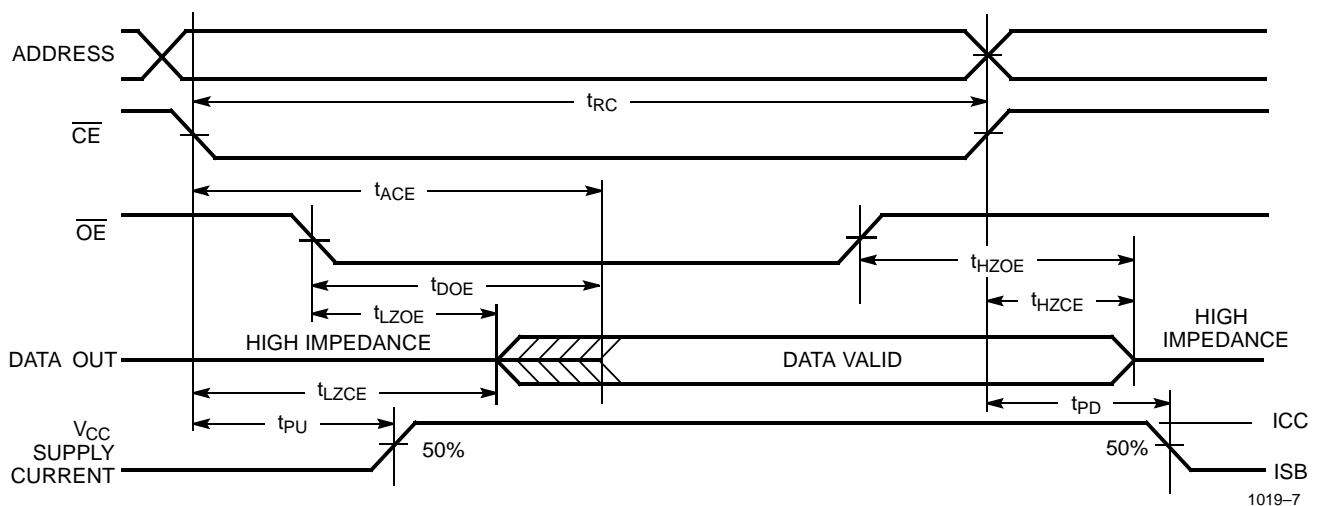 ADDRESS
tRC
CE
tACE
OE
tHZOE
tDOE
tHZCE
tLZOE
HIGH
IMPEDANCE
HIGH IMPEDANCE
DATA OUT
DATA VALID
tLZCE
tPD
tPU
VCC
SUPPLY
CURRENT
50%
50%
ICC
ISB
1019–7